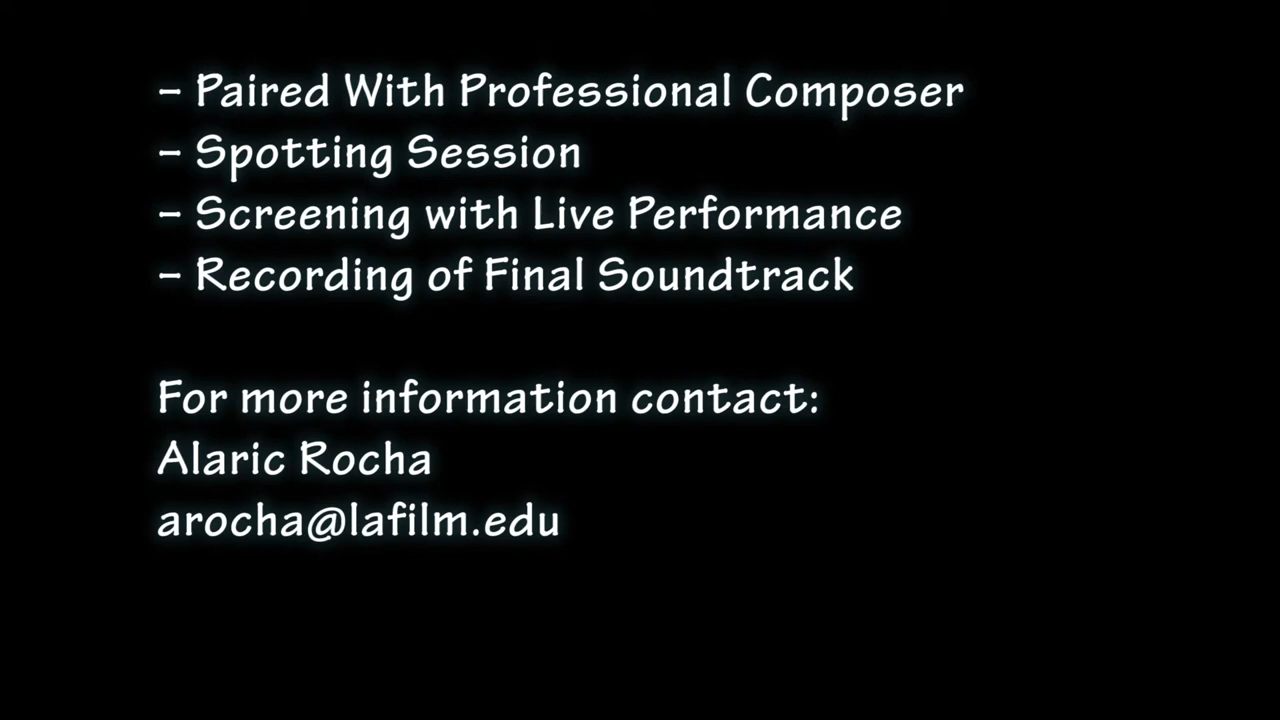 – Paired With Professional Composer
– Spotting Session
– Screening with Live Performance
– Recording of Final Soundtrack
For more information contact:
Alaric Rocha
arocha@lafilm.edu